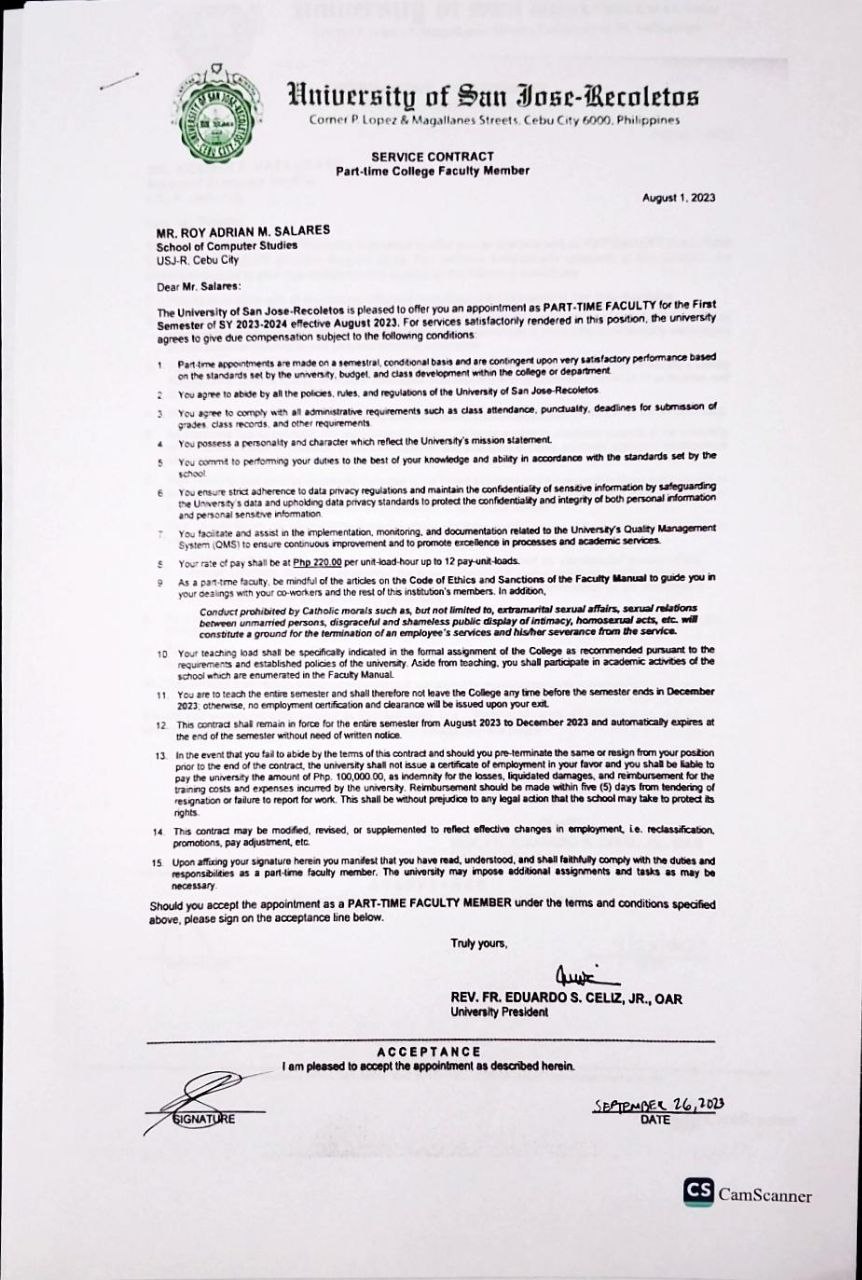 University of San Jose-Recoletos
Corner P. Lopez & Magallanes Streets, Cebu City 6000, Philippines
UNIVERSITY OF SAN JOSE-RECOLETOS
CEBU CITY
SERVICE CONTRACT
Part-time College Faculty Member
August 1, 2023
MR. ROY ADRIAN M. SALARES
School of Computer Studies
USJ-R, Cebu City
Dear Mr. Salares:
The University of San Jose-Recoletos is pleased to offer you an appointment as PART-TIME FACULTY for the First
Semester of SY 2023-2024 effective August 2023. For services satisfactorily rendered in this position, the university
agrees to give due compensation subject to the following conditions:
1. Part-time appointments are made on a semestral, conditional basis and are contingent upon very satisfactory performance based
on the standards set by the university, budget, and class development within the college or department.
2. You agree to abide by all the policies, rules, and regulations of the University of San Jose-Recoletos.
3. You agree to comply with all administrative requirements such as class attendance, punctuality, deadlines for submission of
grades, class records, and other requirements.
4. You possess a personality and character which reflect the University's mission statement.
5. You commit to performing your duties to the best of your knowledge and ability in accordance with the standards set by the
school.
6. You ensure strict adherence to data privacy regulations and maintain the confidentiality of sensitive information by safeguarding
the University's data and upholding data privacy standards to protect the confidentiality and integrity of both personal information
and personal sensitive information.
7. You facilitate and assist in the implementation, monitoring, and documentation related to the University's Quality Management
System (QMS) to ensure continuous improvement and to promote excellence in processes and academic services.
8. Your rate of pay shall be at Php 220.00 per unit-load-hour up to 12 pay-unit-loads.
9. As a part-time faculty, be mindful of the articles on the Code of Ethics and Sanctions of the Faculty Manual to guide you in
your dealings with your co-workers and the rest of this institution's members. In addition,
Conduct prohibited by Catholic morals such as, but not limited to, extramarital sexual affairs, sexual relations
between unmarried persons, disgraceful and shameless public display of intimacy, homosexual acts, etc. will
constitute a ground for the termination of an employee's services and his/her severance from the service.
10. Your teaching load shall be specifically indicated in the formal assignment of the College as recommended pursuant to the
requirements and established policies of the university. Aside from teaching, you shall participate in academic activities of the
school which are enumerated in the Faculty Manual.
11. You are to teach the entire semester and shall therefore not leave the College any time before the semester ends in December
2023; otherwise, no employment certification and clearance will be issued upon your exit.
12. This contract shall remain in force for the entire semester from August 2023 to December 2023 and automatically expires at
the end of the semester without need of written notice.
13. In the event that you fail to abide by the terms of this contract and should you pre-terminate the same or resign from your position
prior to the end of the contract, the university shall not issue a certificate of employment in your favor and you shall be liable to
pay the university the amount of Php. 100,000.00, as indemnity for the losses, liquidated damages, and reimbursement for the
training costs and expenses incurred by the university. Reimbursement should be made within five (5) days from tendering of
resignation or failure to report for work. This shall be without prejudice to any legal action that the school may take to protect its
rights.
14. This contract may be modified, revised, or supplemented to reflect effective changes in employment, i.e. reclassification,
promotions, pay adjustment, etc.
15. Upon affixing your signature herein you manifest that you have read, understood, and shall faithfully comply with the duties and
responsibilities as a part-time faculty member. The university may impose additional assignments and tasks as may be
necessary.
Should you accept the appointment as a PART-TIME FACULTY MEMBER under the terms and conditions specified
above, please sign on the acceptance line below.
Truly yours,
REV. FR. EDUARDO S. CELIZ, JR., OAR
University President
ACCEPTANCE
I am pleased to accept the appointment as described herein.
SEPTEMBER 26, 2023
SIGNATURE
DATE
CS CamScanner